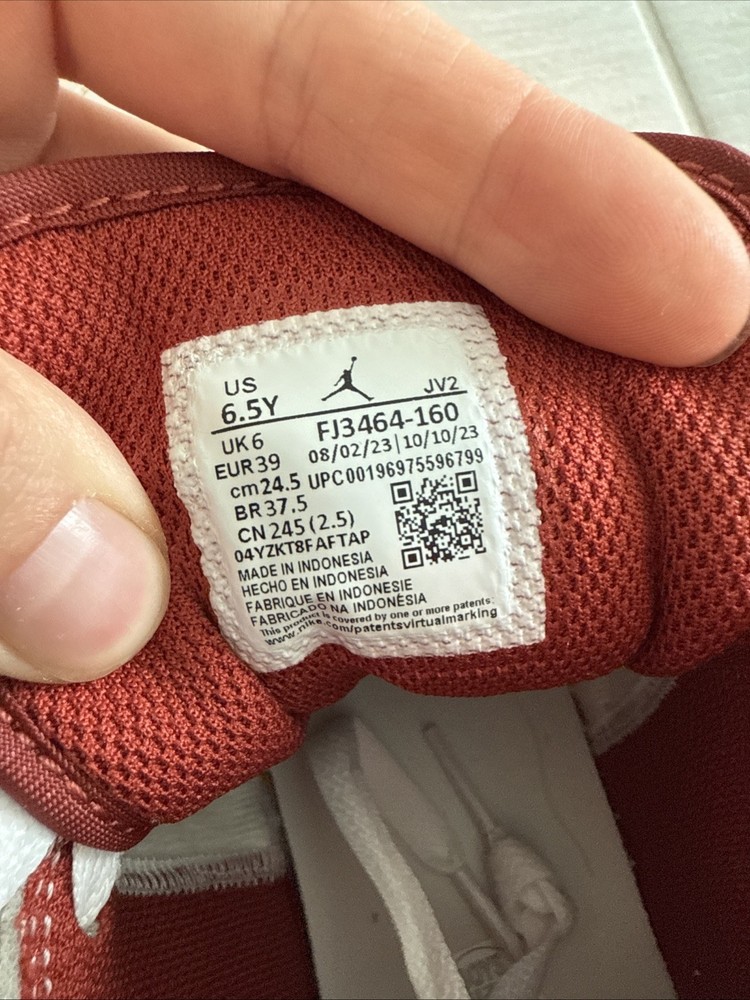 US
6.5Y
JV2
UK 6
FJ3464-160
EUR 39
08/02/23|10/10/23
cm 24.5
UPC00196975596799
BR 37.5
CN 245 (2.5)
04YZKT8FAFTAP
MADE IN INDONESIA
HECHO EN INDONESIA
FABRIQUE EN INDONESIE
FABRICADO NA INDONÉSIA
This product is covered by one or more patents:
www.nike.com/patentsvirtualmarking